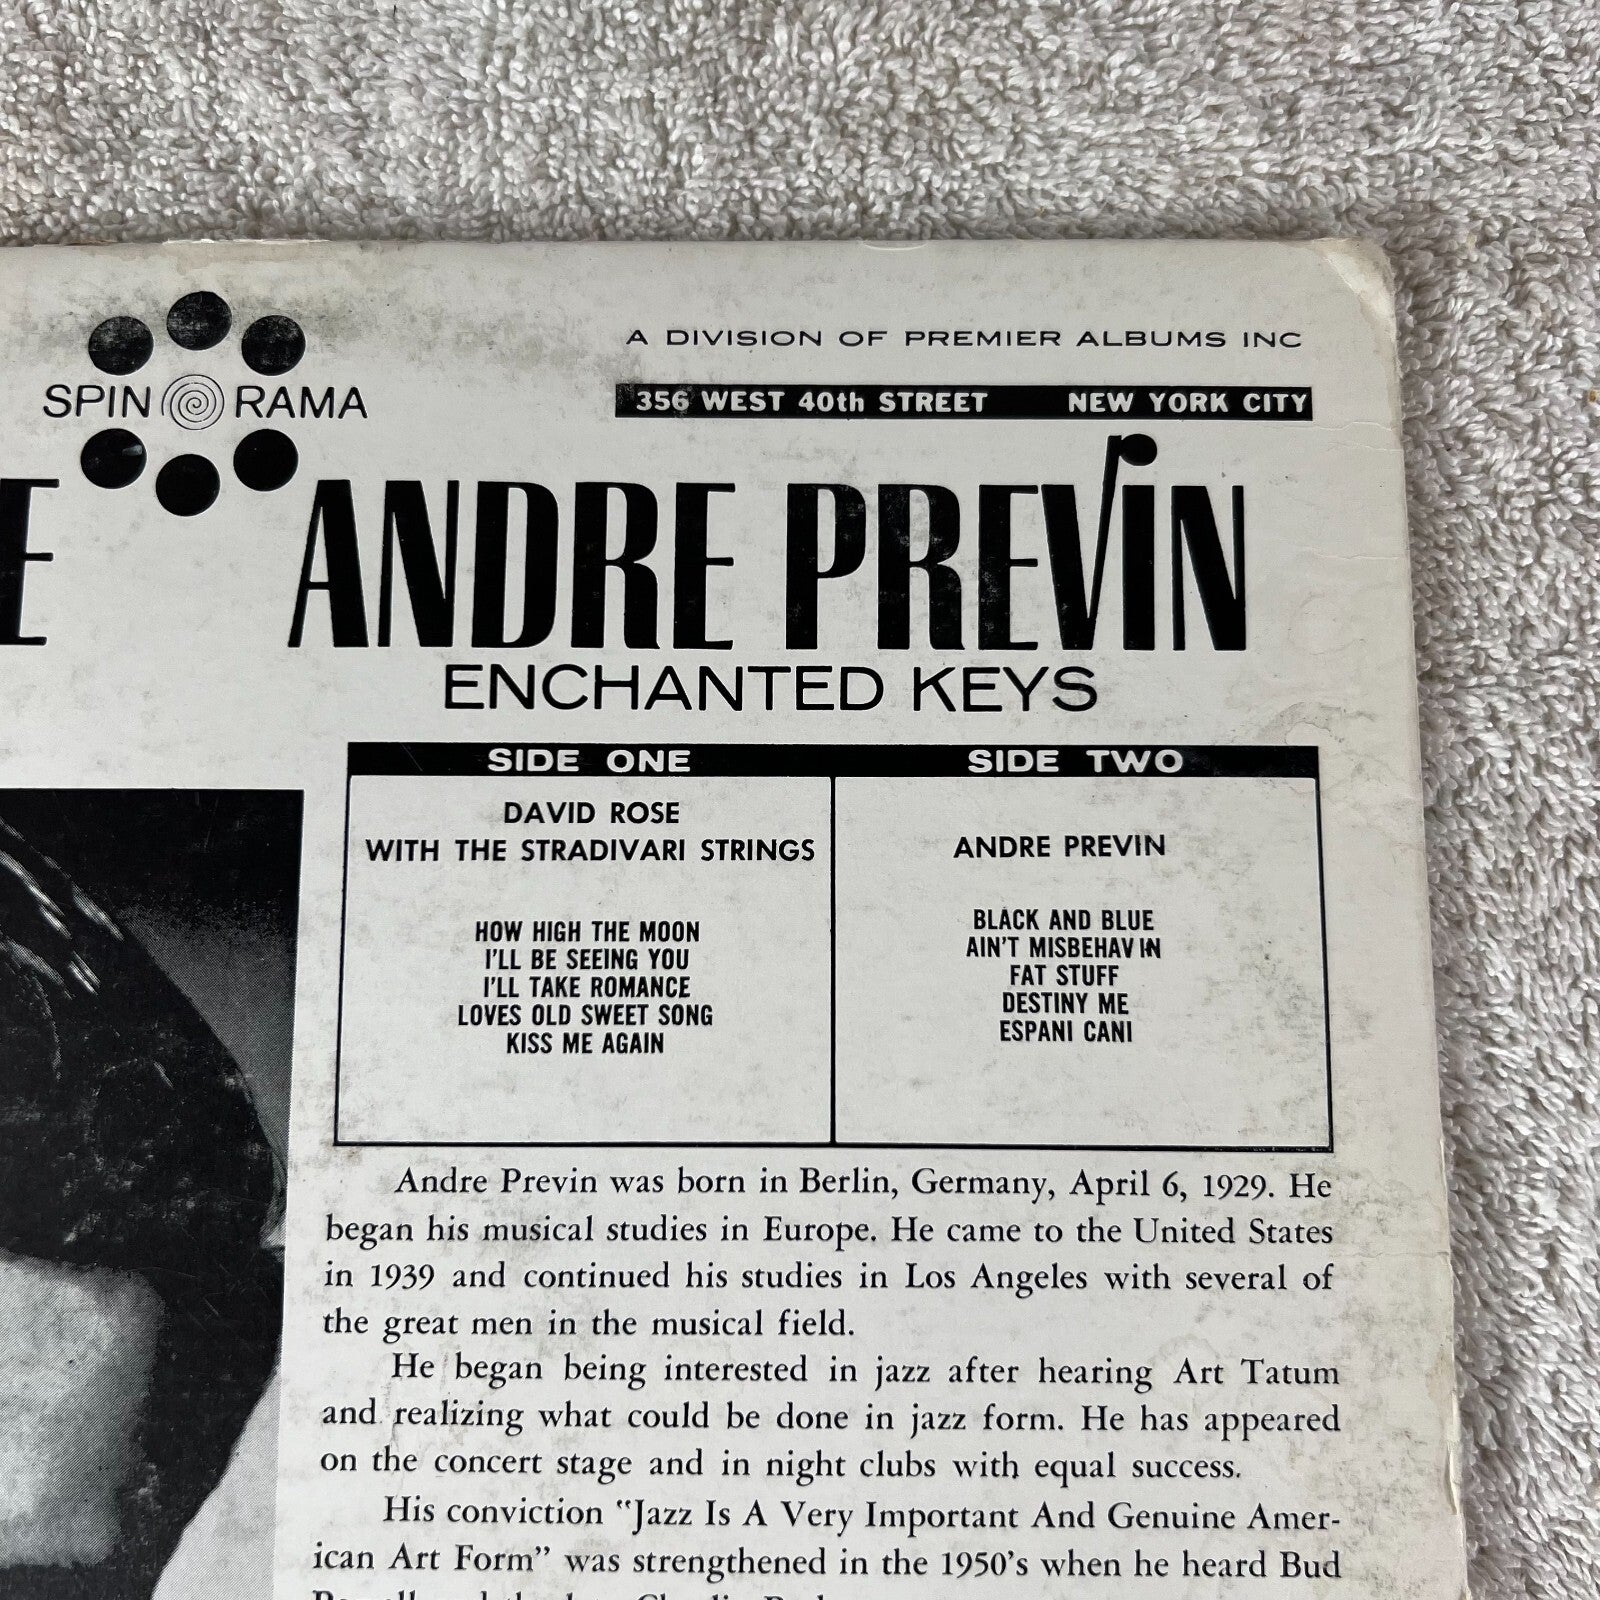 SPIN O RAMA
A DIVISION OF PREMIER ALBUMS INC
356 WEST 40th STREET NEW YORK CITY
E ANDRE PREVIN
ENCHANTED KEYS
SIDE ONE
DAVID ROSE
WITH THE STRADIVARI STRINGS
HOW HIGH THE MOON
I'LL BE SEEING YOU
I'LL TAKE ROMANCE
LOVES OLD SWEET SONG
KISS ME AGAIN
SIDE TWO
ANDRE PREVIN
BLACK AND BLUE
AIN'T MISBEHAVIN
FAT STUFF
DESTINY ME
ESPANI CANI
Andre Previn was born in Berlin, Germany, April 6, 1929. He
began his musical studies in Europe. He came to the United States
in 1939 and continued his studies in Los Angeles with several of
the great men in the musical field.
He began being interested in jazz after hearing Art Tatum
and realizing what could be done in jazz form. He has appeared
on the concert stage and in night clubs with equal success.
His conviction "Jazz Is A Very Important And Genuine Amer-
ican Art Form" was strengthened in the 1950's when he heard Bud